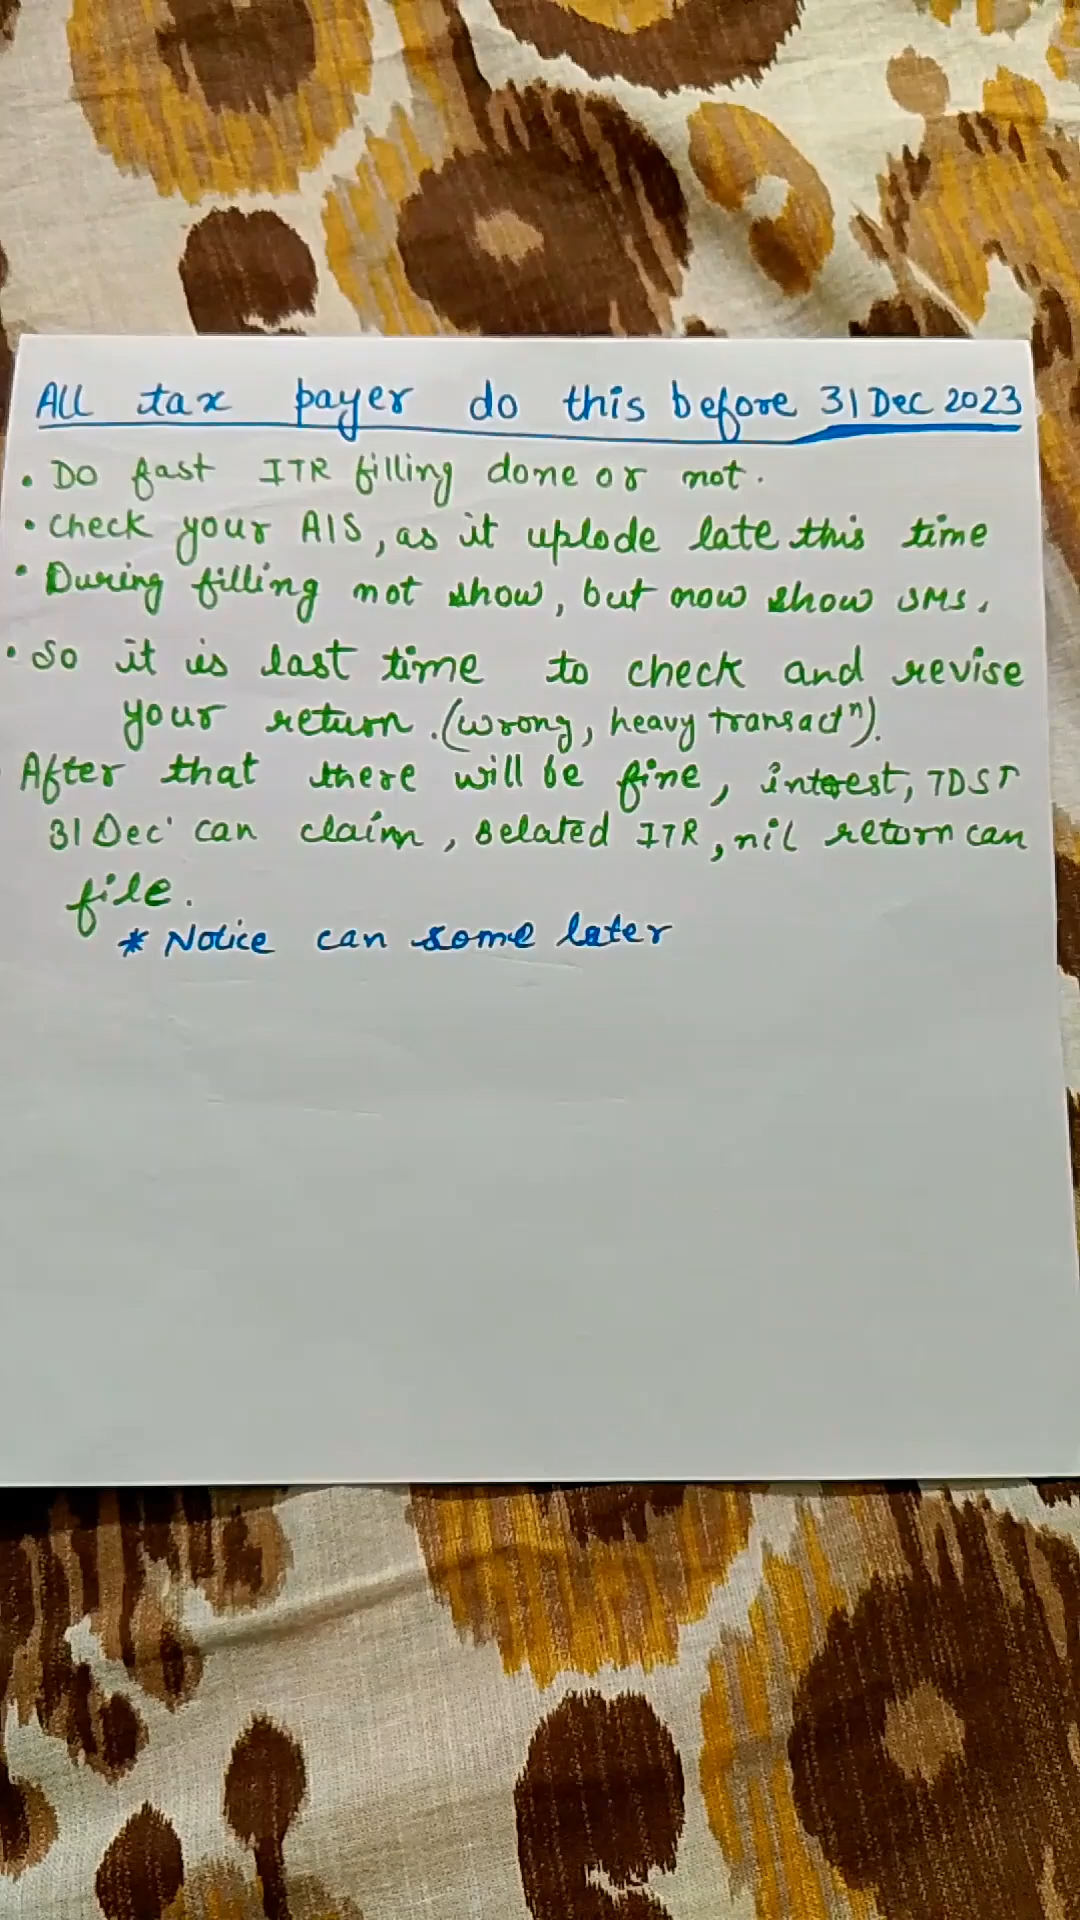 All tax payer do this before 31 Dec 2023
• Do fast ITR filling done or not.
• Check your AIS, as it uplode late this time
• During filling not show, but now show SMS.
• So it is last time to check and revise
your return. (wrong, heavy transactⁿ).
After that there will be fine, interest, TDS↑
31 Dec' can claim, Belated ITR, nil return can
file.
* Notice can some later